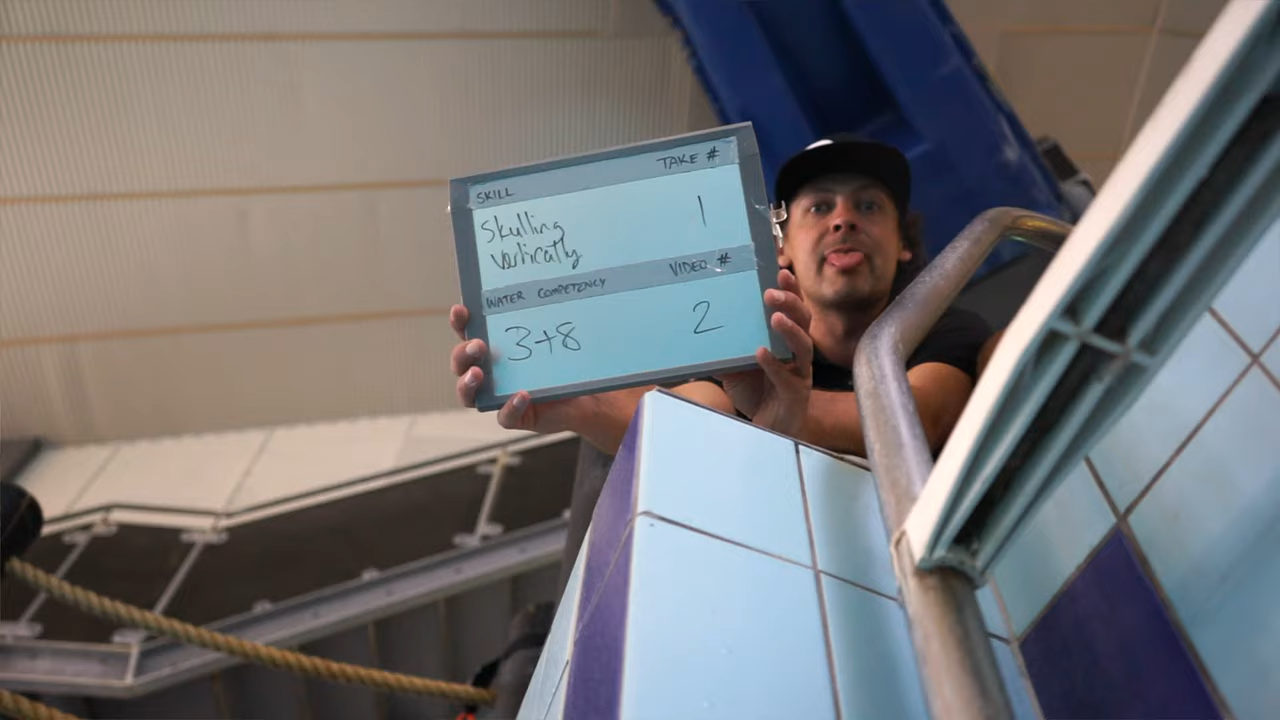 SKILL TAKE #
Skulling 1
vertically
WATER COMPETENCY VIDEO #
3+8 2